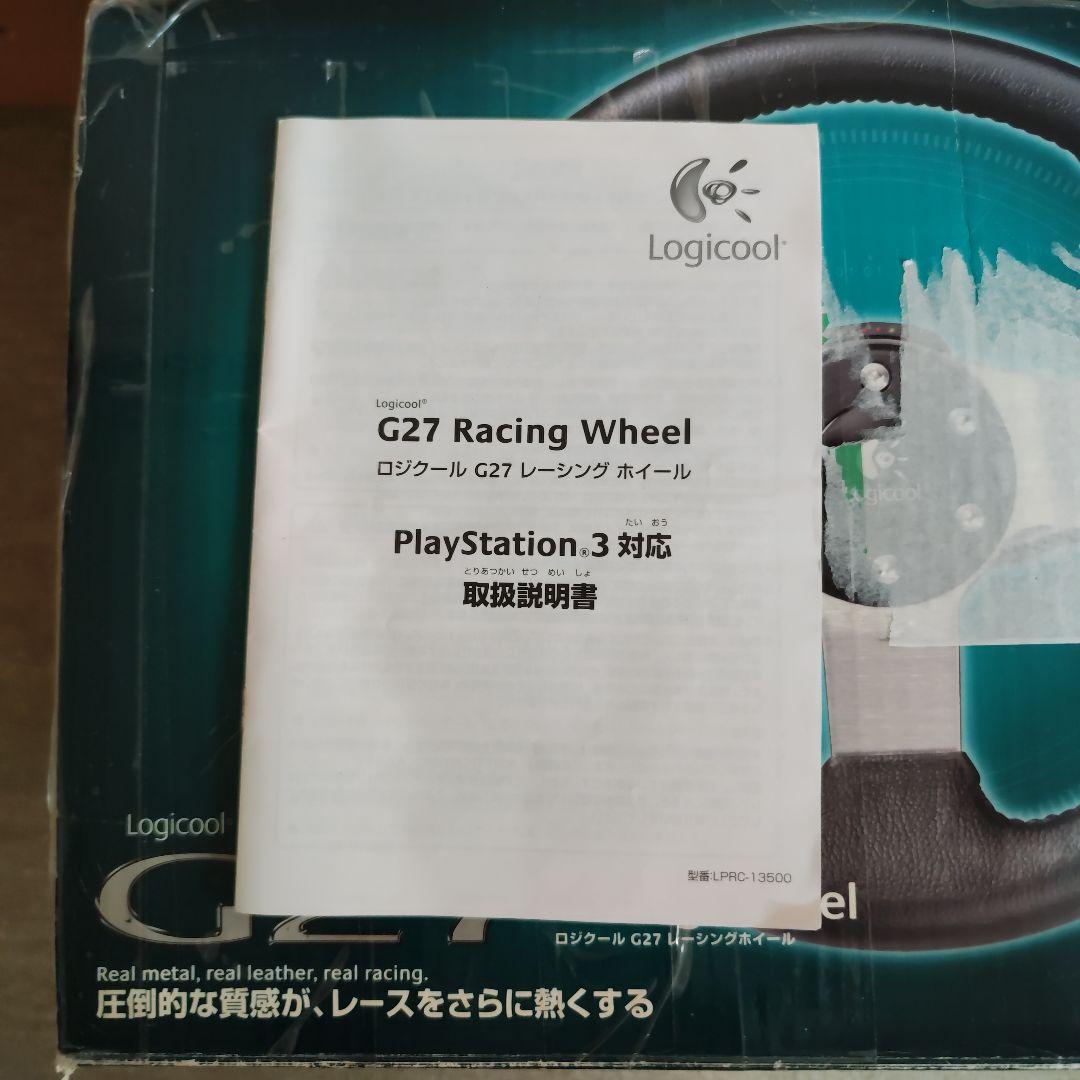 Logicool
Logicool®
G27 Racing Wheel
ロジクール G27 レーシング ホイール
たい おう
PlayStation®3 対応
とりあつかい せつ めい しょ
取扱説明書
型番:LPRC-13500
gicool
Logicool
G27
el
ロジクール G27 レーシングホイール
Real metal, real leather, real racing.
圧倒的な質感が、レースをさらに熱くする